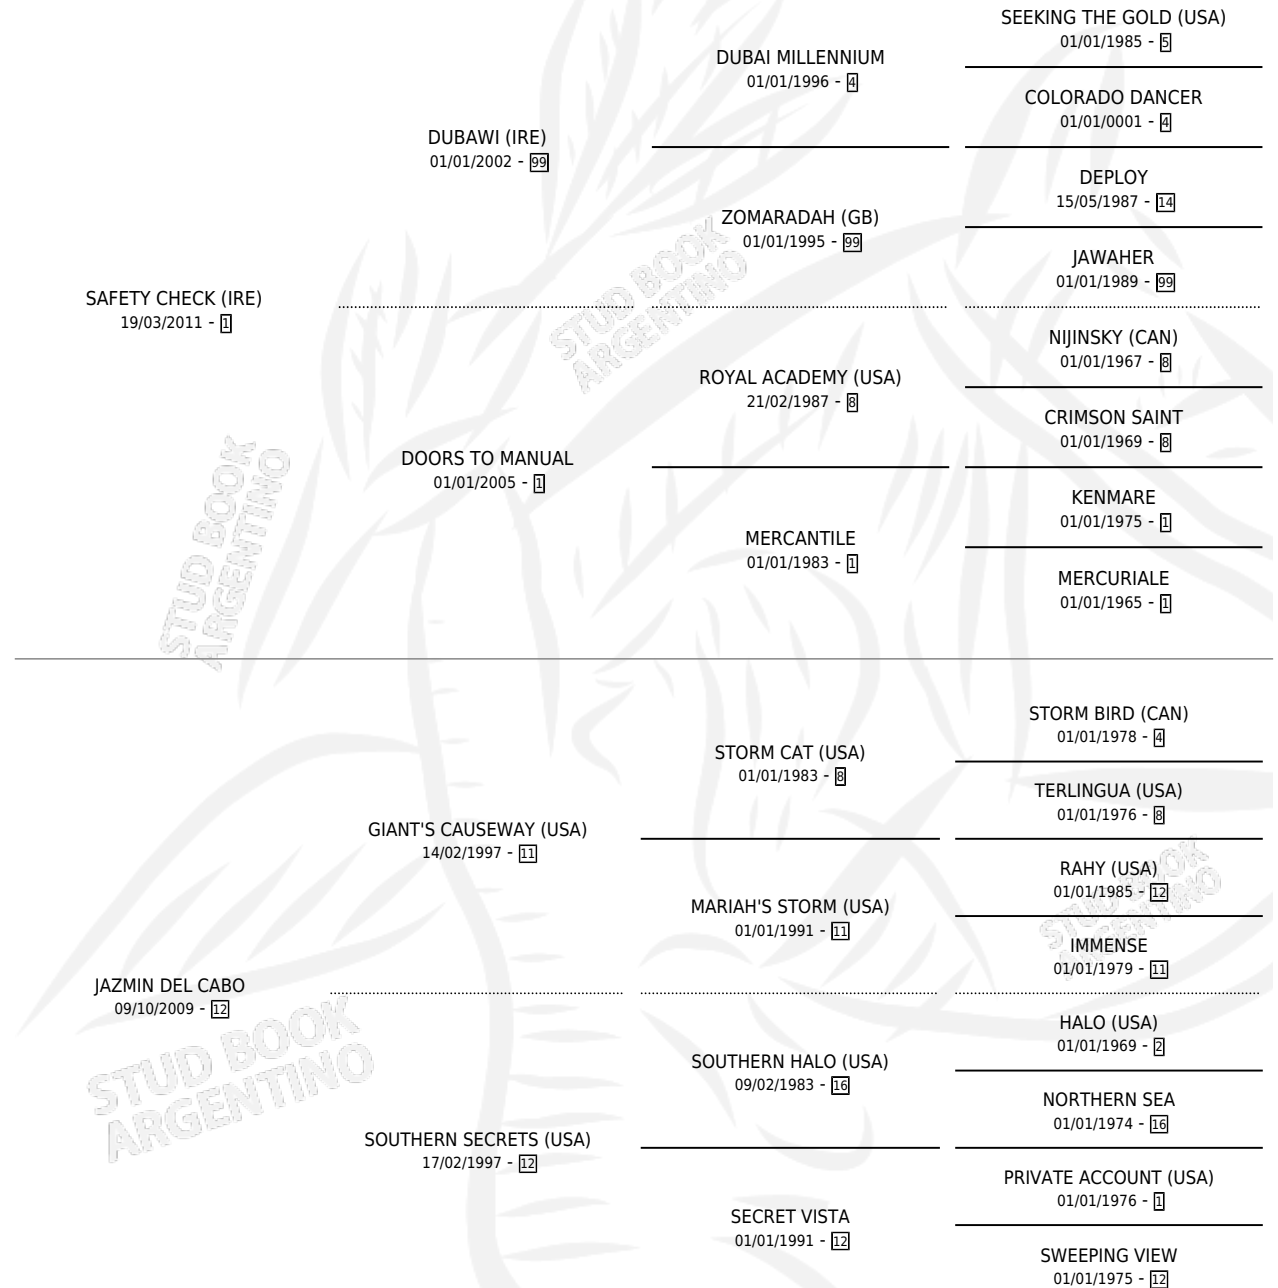 SEEKING THE GOLD (USA)
01/01/1985 - 5
DUBAI MILLENNIUM
01/01/1996 - 4
COLORADO DANCER
01/01/0001 - 4
DUBAWI (IRE)
01/01/2002 - 99
DEPLOY
15/05/1987 - 14
ZOMARADAH (GB)
01/01/1995 - 99
JAWAHER
01/01/1989 - 99
SAFETY CHECK (IRE)
19/03/2011 - 1
STUD BOOK
ARGENTINO
NIJINSKY (CAN)
01/01/1967 - 8
ROYAL ACADEMY (USA)
21/02/1987 - 8
CRIMSON SAINT
01/01/1969 - 8
DOORS TO MANUAL
01/01/2005 - 1
KENMARE
01/01/1975 - 1
MERCANTILE
01/01/1983 - 1
MERCURIALE
01/01/1965 - 1
STUD BOOK
ARGENTINO
STORM BIRD (CAN)
01/01/1978 - 4
STORM CAT (USA)
01/01/1983 - 8
TERLINGUA (USA)
01/01/1976 - 8
GIANT'S CAUSEWAY (USA)
14/02/1997 - 11
RAHY (USA)
01/01/1985 - 12
MARIAH'S STORM (USA)
01/01/1991 - 11
STUD BOOK
ARGENTINO
IMMENSE
01/01/1979 - 11
JAZMIN DEL CABO
09/10/2009 - 12
STUD BOOK
ARGENTINO
HALO (USA)
01/01/1969 - 2
SOUTHERN HALO (USA)
09/02/1983 - 16
NORTHERN SEA
01/01/1974 - 16
SOUTHERN SECRETS (USA)
17/02/1997 - 12
PRIVATE ACCOUNT (USA)
01/01/1976 - 1
SECRET VISTA
01/01/1991 - 12
SWEEPING VIEW
01/01/1975 - 12